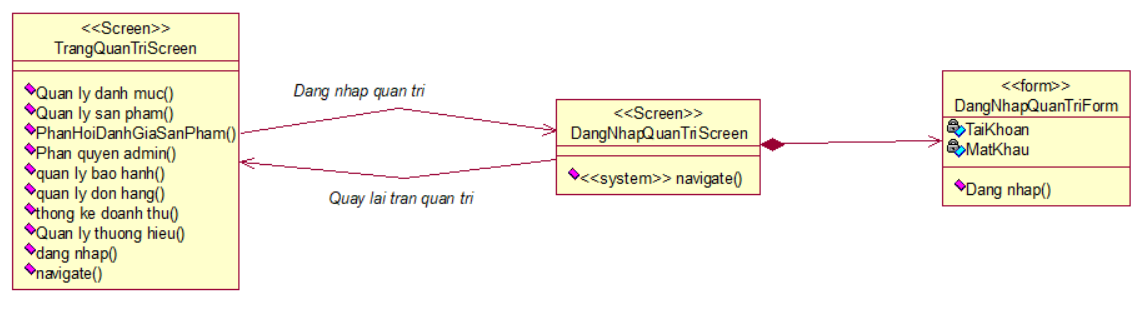 <<Screen>>
TrangQuanTriScreen
Quan ly danh muc()
Quan ly san pham()
PhanHoiDanhGiaSanPham()
Phan quyen admin()
quan ly bao hanh()
quan ly don hang()
thong ke doanh thu()
Quan ly thuong hieu()
dang nhap()
navigate()
Dang nhap quan tri
Quay lai tran quan tri
<<Screen>>
DangNhapQuanTriScreen
<<system>> navigate()
<<form>>
DangNhapQuanTriForm
TaiKhoan
MatKhau
Dang nhap()